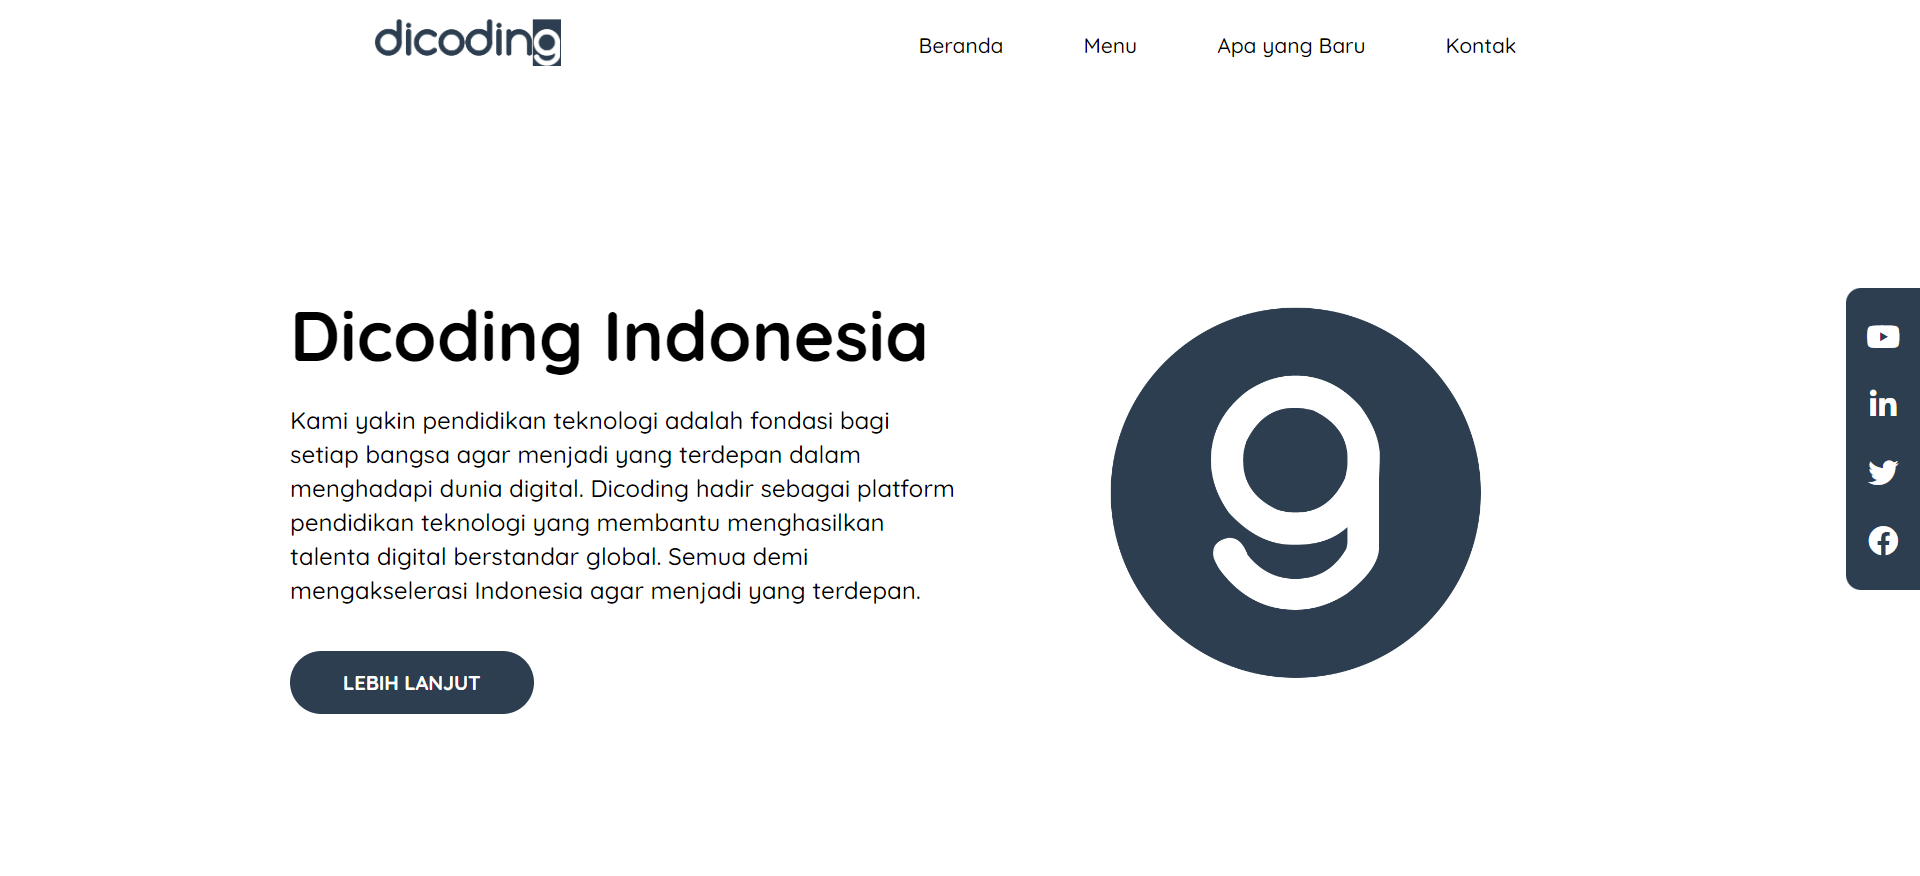 dicoding
Beranda Menu Apa yang Baru Kontak
Dicoding Indonesia
Kami yakin pendidikan teknologi adalah fondasi bagi
setiap bangsa agar menjadi yang terdepan dalam
menghadapi dunia digital. Dicoding hadir sebagai platform
pendidikan teknologi yang membantu menghasilkan
talenta digital berstandar global. Semua demi
mengakselerasi Indonesia agar menjadi yang terdepan.
LEBIH LANJUT
g
in